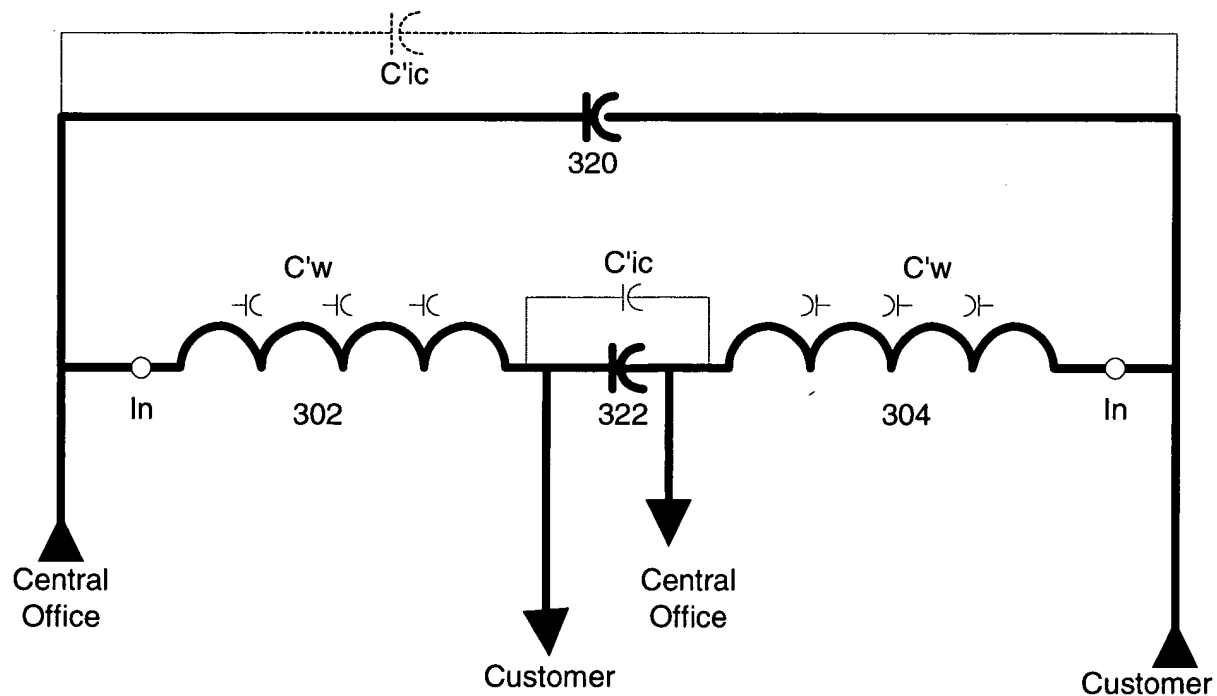 C'ic
320
C'w
C'ic
C'w
In
302
322
304
In
Central
Office
Central
Office
Customer
Customer